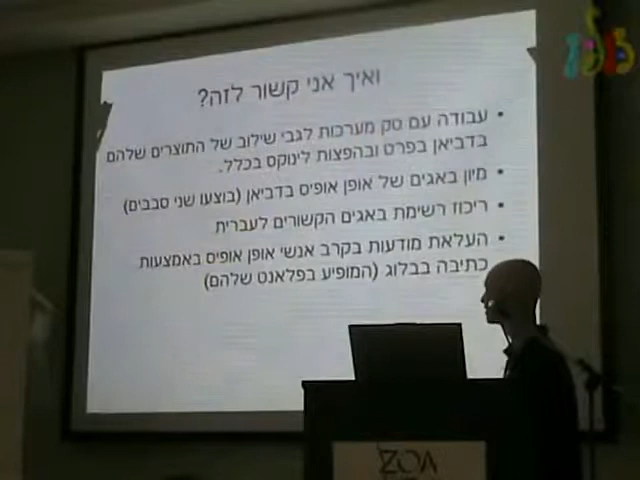 ואיך אני קשור לזה?
• עבודה עם טק מערכות לגבי שילוב של התוצרים שלהם
בדביאן בפרט ובהפצות לינוקס בכלל.
• מיון באגים של אופן אופיס בדביאן (בוצעו שני סבבים)
• ריכוז רשימת באגים הקשורים לעברית
• העלאת מודעות בקרב אנשי אופן אופיס באמצעות
כתיבה בבלוג (המופיע בפלאנט שלהם)
ZOA